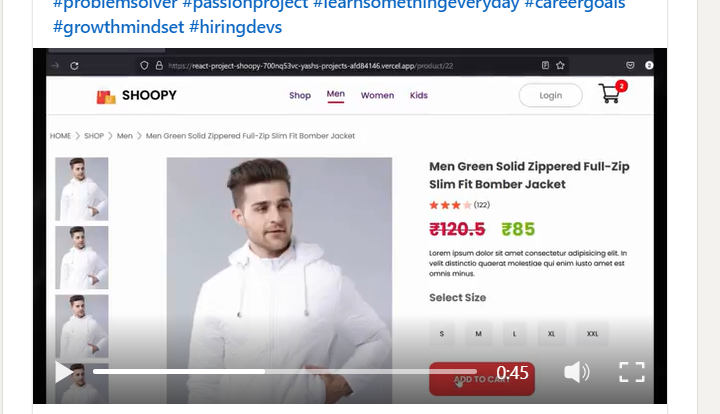 #problemsolver #passionproject #learnsomethingeveryday #careergoals
#growthmindset #hiringdevs
https://react-project-shoopy-700nq53vc-yashs-projects-afd84146.vercel.app/product/22
SHOOPY
Shop Men Women Kids Login 2
HOME > SHOP > Men > Men Green Solid Zippered Full-Zip Slim Fit Bomber Jacket
Men Green Solid Zippered Full-Zip
Slim Fit Bomber Jacket
(122)
₹120.5 ₹85
Lorem ipsum dolor sit amet consectetur adipisicing elit. In
velit distinctio quaerat molestiae qui enim iusto amet est
omnis minus.
Select Size
S M L XL XXL
ADD TO CART
0:45